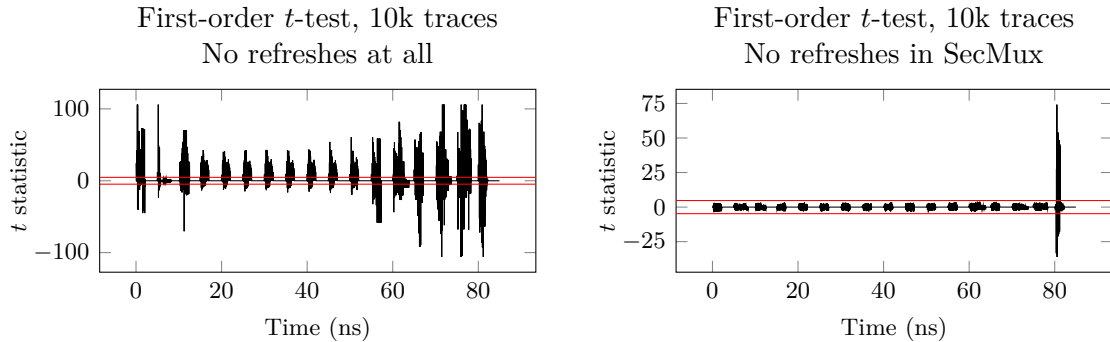 First-order t-test, 10k traces
No refreshes at all
100
0
−100
t statistic
0 20 40 60 80
Time (ns)
First-order t-test, 10k traces
No refreshes in SecMux
75
50
25
0
−25
t statistic
0 20 40 60 80
Time (ns)